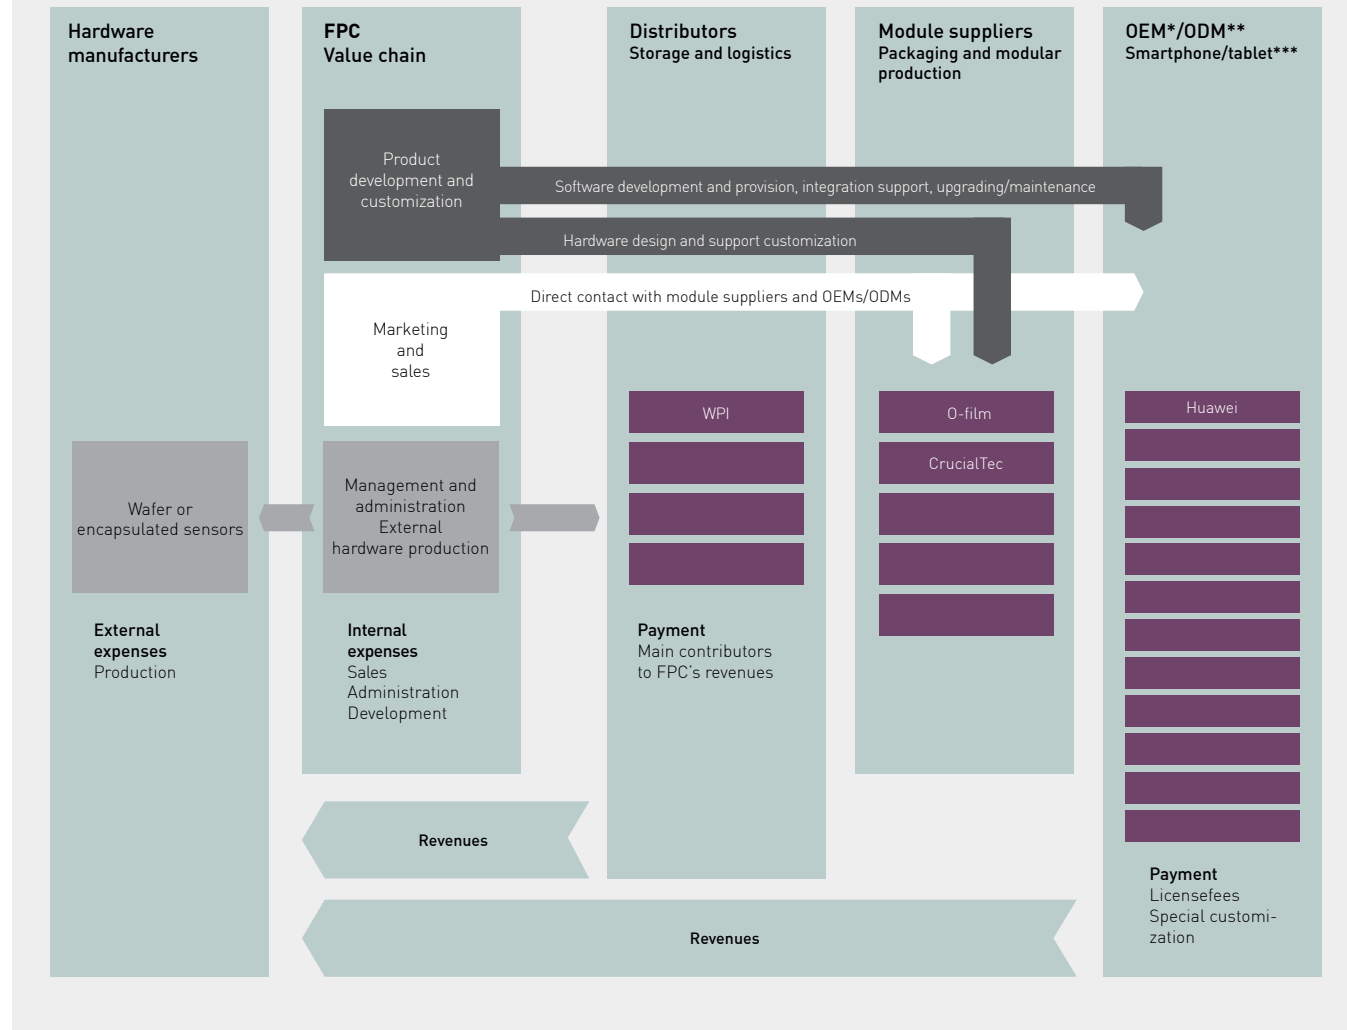 Hardware
manufacturers
FPC
Value chain
Distributors
Storage and logistics
Module suppliers
Packaging and modular
production
OEM*/ODM**
Smartphone/tablet***
Product
development and
customization
Software development and provision, integration support, upgrading/maintenance
Hardware design and support customization
Direct contact with module suppliers and OEMs/ODMs
Marketing
and
sales
WPI
O-film
CrucialTec
Huawei
Wafer or
encapsulated sensors
Management and
administration
External
hardware production
External
expenses
Production
Internal
expenses
Sales
Administration
Development
Payment
Main contributors
to FPC's revenues
Revenues
Payment
Licensefees
Special customi-
zation
Revenues